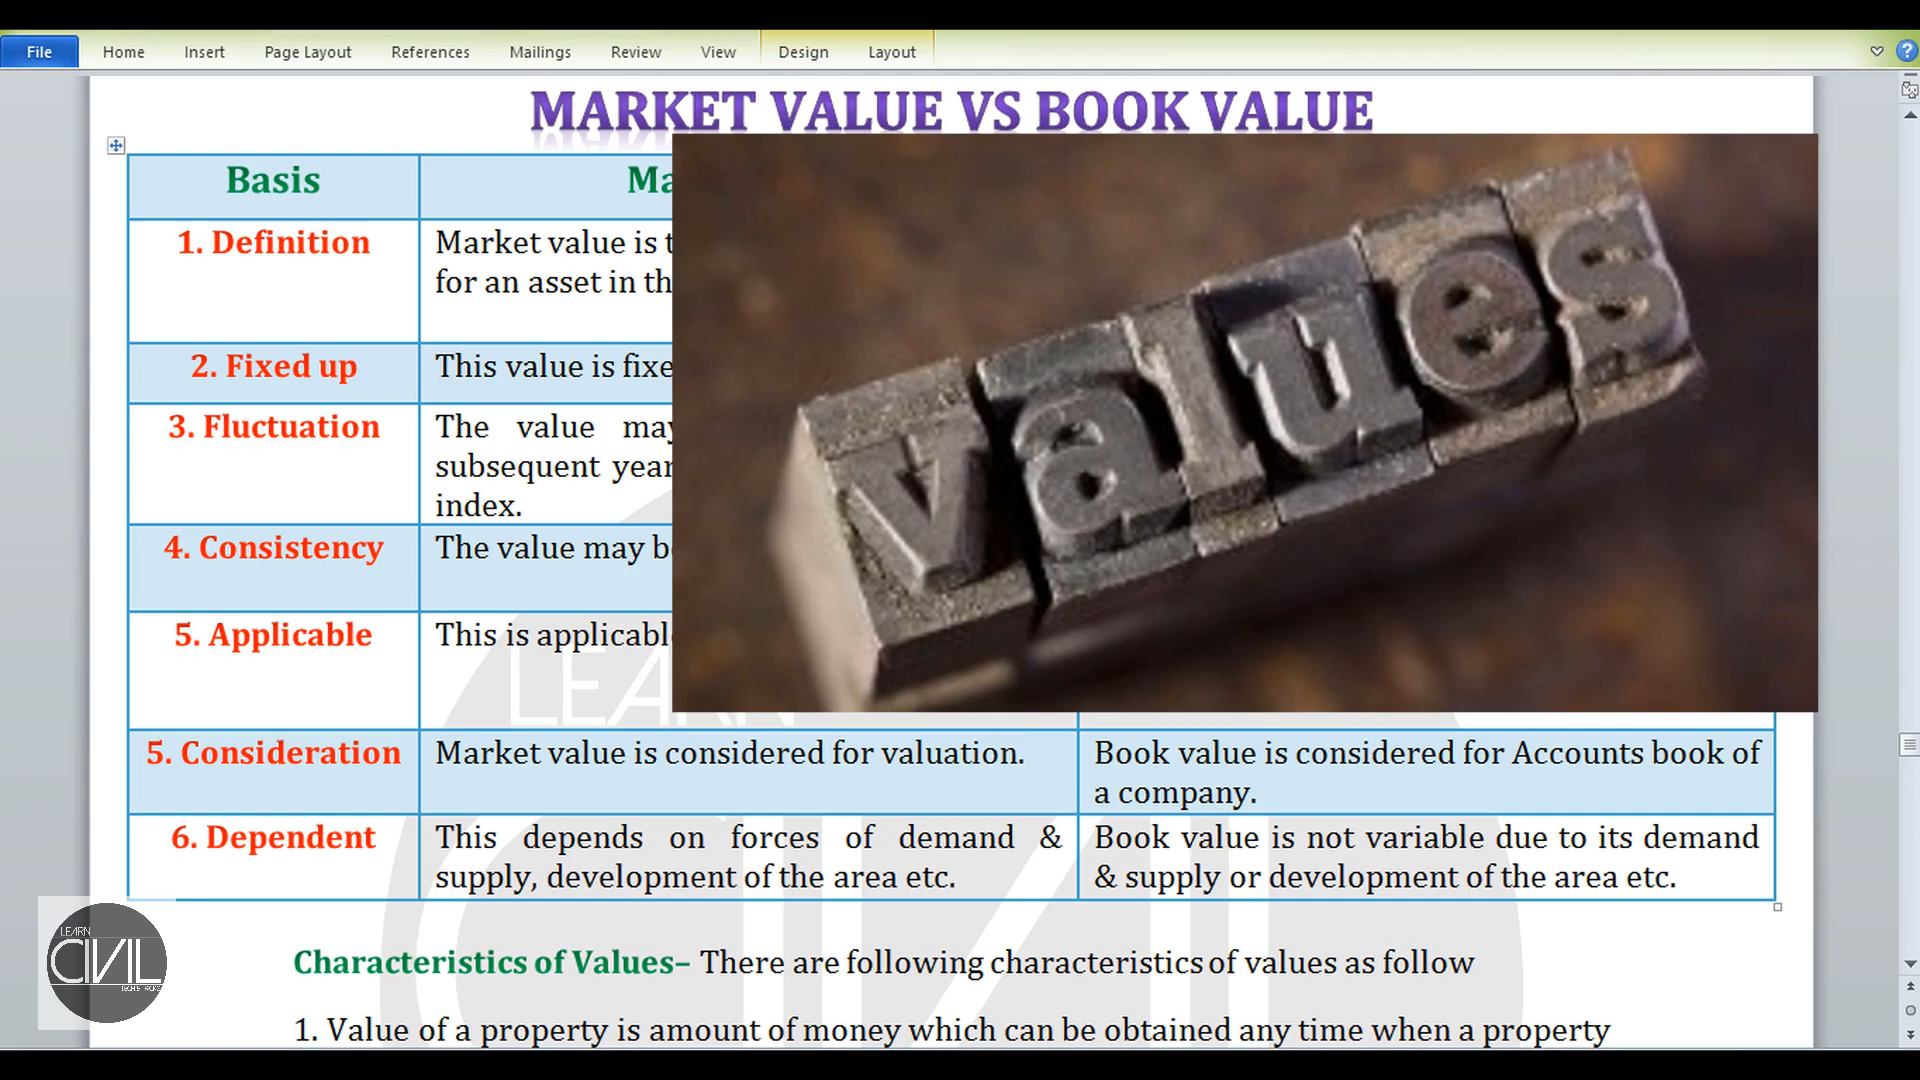 File Home Insert Page Layout References Mailings Review View Design Layout
MARKET VALUE VS BOOK VALUE
Basis
1. Definition
Market value is
for an asset in
2. Fixed up
This value is
3. Fluctuation
The value may
subsequent
index.
4. Consistency
The value may
5. Applicable
This is
values
LEARN
5. Consideration
Market value is considered for valuation.
Book value is considered for Accounts book of
a company.
6. Dependent
This depends on forces of demand &
supply, development of the area etc.
Book value is not variable due to its demand
& supply or development of the area etc.
LEARN
CIVIL
Characteristics of Values– There are following characteristics of values as follow
1. Value of a property is amount of money which can be obtained any time when a property